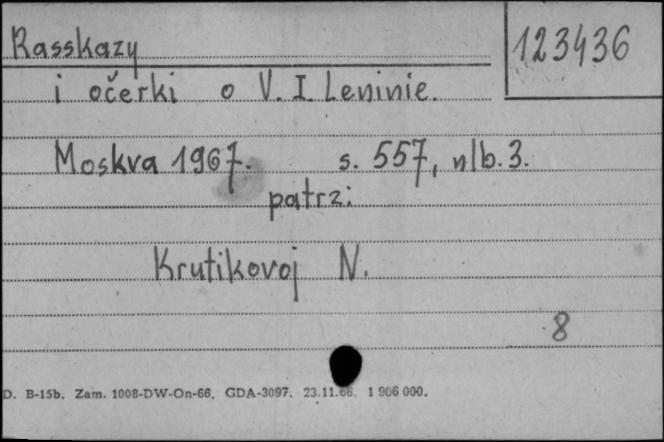 Rasskazy
123436
i očerki o V. I. Leninie.
Moskva 1967. s. 557, nlb. 3.
patrz:
Krutikovoj N.
8
D. B-15b. Zam. 1008-DW-On-66. GDA-3097. 23.11.66. 1 906 000.